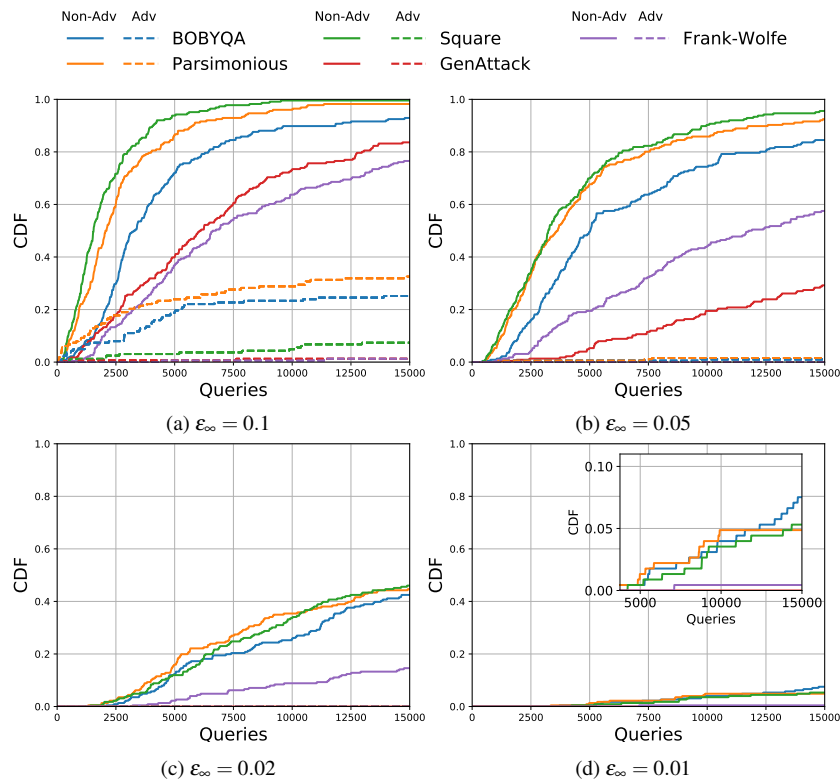 Non-Adv Adv Non-Adv Adv Non-Adv Adv
BOBYQA Square Frank-Wolfe
Parsimonious GenAttack
1.0 1.0
0.8 0.8
0.6 0.6
CDF CDF
0.4 0.4
0.2 0.2
0.0 0.0
0 2500 5000 7500 10000 12500 15000 0 2500 5000 7500 10000 12500 15000
Queries Queries
(a) ε∞ = 0.1 (b) ε∞ = 0.05
1.0 1.0
0.10
0.8 0.8
CDF
0.05
0.6 0.6
0.00
5000 10000 15000
Queries
CDF CDF
0.4 0.4
0.2 0.2
0.0 0.0
0 2500 5000 7500 10000 12500 15000 0 2500 5000 7500 10000 12500 15000
Queries Queries
(c) ε∞ = 0.02 (d) ε∞ = 0.01